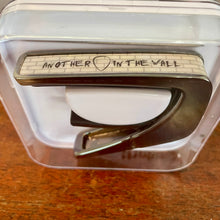 ANOTHER IN THE WALL